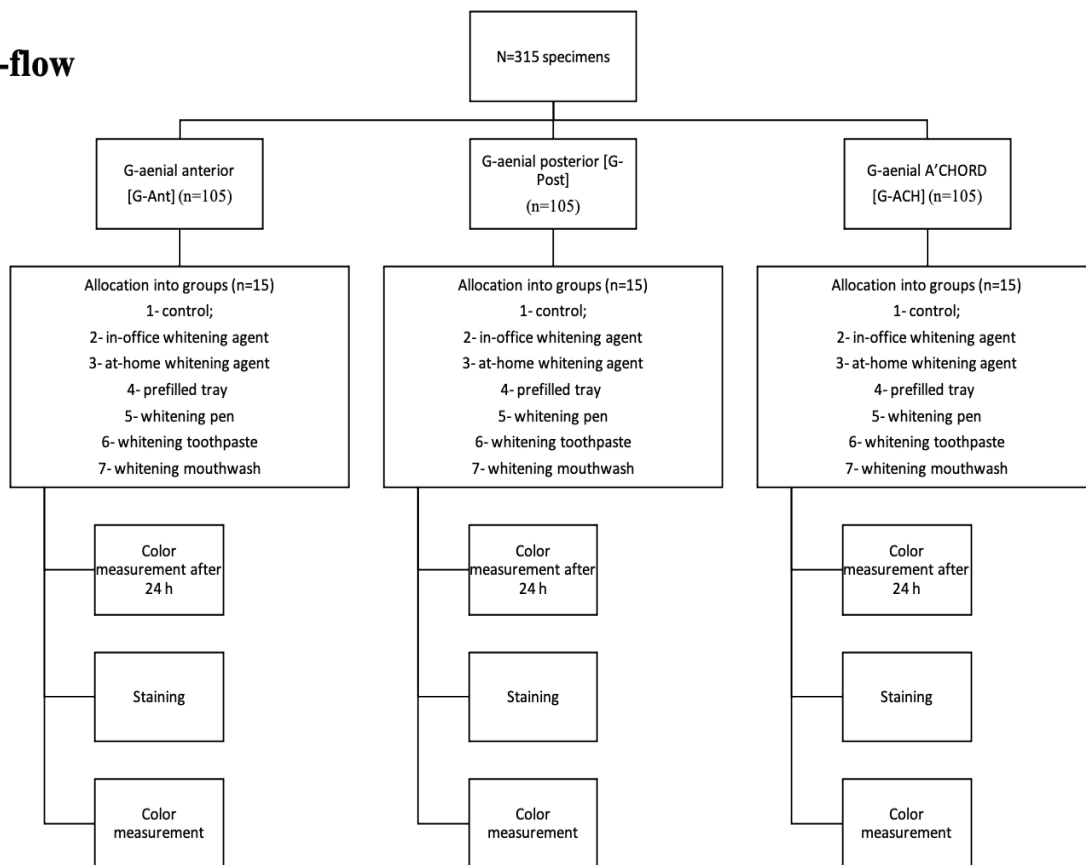 -flow
N=315 specimens
G-aenial anterior
[G-Ant] (n=105)
G-aenial posterior [G-
Post]
(n=105)
G-aenial A'CHORD
[G-ACH] (n=105)
Allocation into groups (n=15)
1- control;
2- in-office whitening agent
3- at-home whitening agent
4- prefilled tray
5- whitening pen
6- whitening toothpaste
7- whitening mouthwash
Allocation into groups (n=15)
1- control;
2- in-office whitening agent
3- at-home whitening agent
4- prefilled tray
5- whitening pen
6- whitening toothpaste
7- whitening mouthwash
Allocation into groups (n=15)
1- control;
2- in-office whitening agent
3- at-home whitening agent
4- prefilled tray
5- whitening pen
6- whitening toothpaste
7- whitening mouthwash
Color
measurement after
24 h
Color
measurement after
24 h
Color
measurement after
24 h
Staining
Staining
Staining
Color
measurement
Color
measurement
Color
measurement